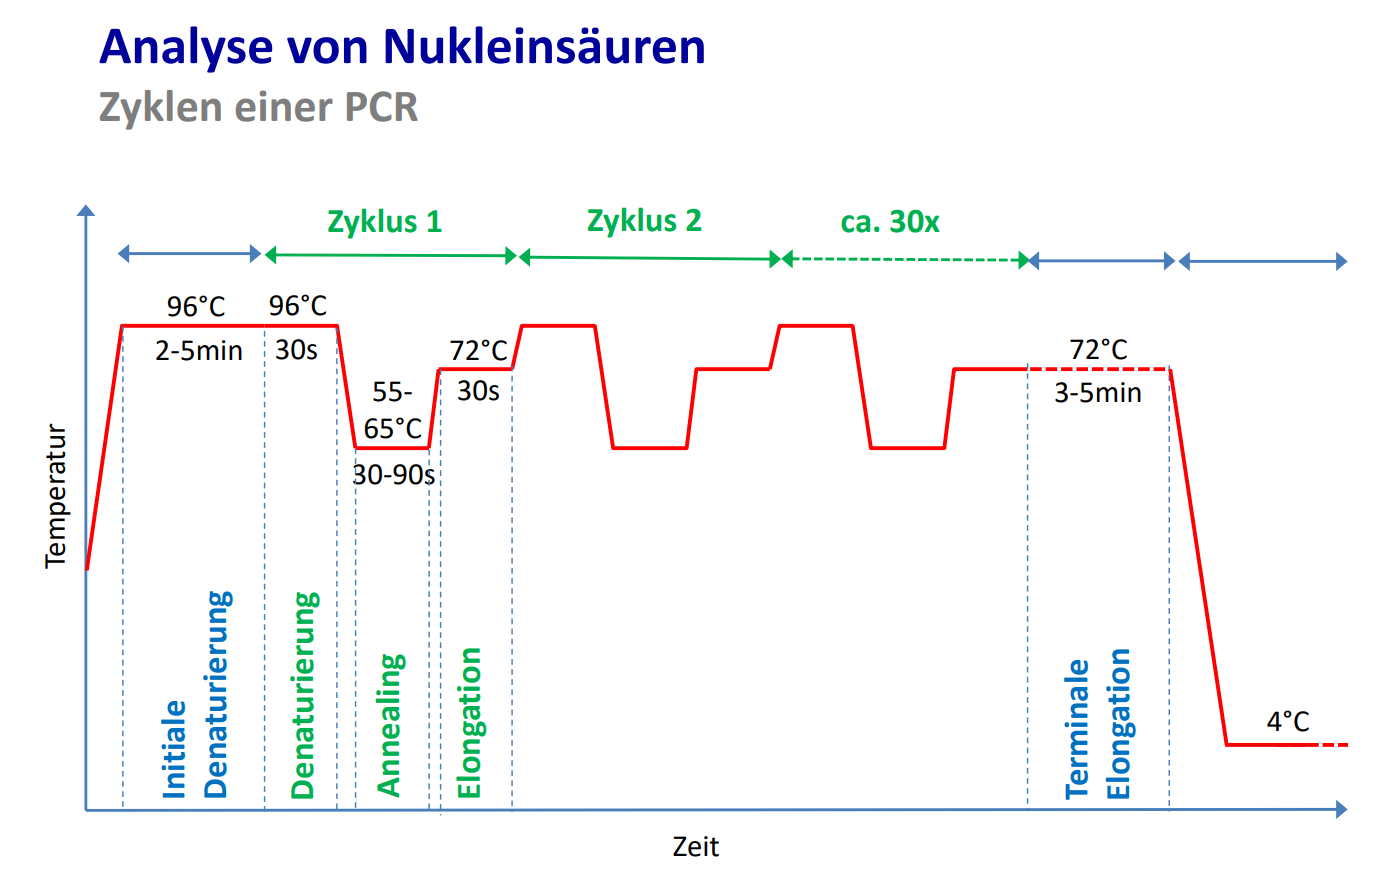 Analyse von Nukleinsäuren
Zyklen einer PCR
Zyklus 1
Zyklus 2
ca. 30x
96°C
2-5min
96°C
30s
55-
65°C
30-90s
72°C
30s
72°C
3-5min
4°C
Temperatur
Initiale
Denaturierung
Denaturierung
Annealing
Elongation
Terminale
Elongation
Zeit